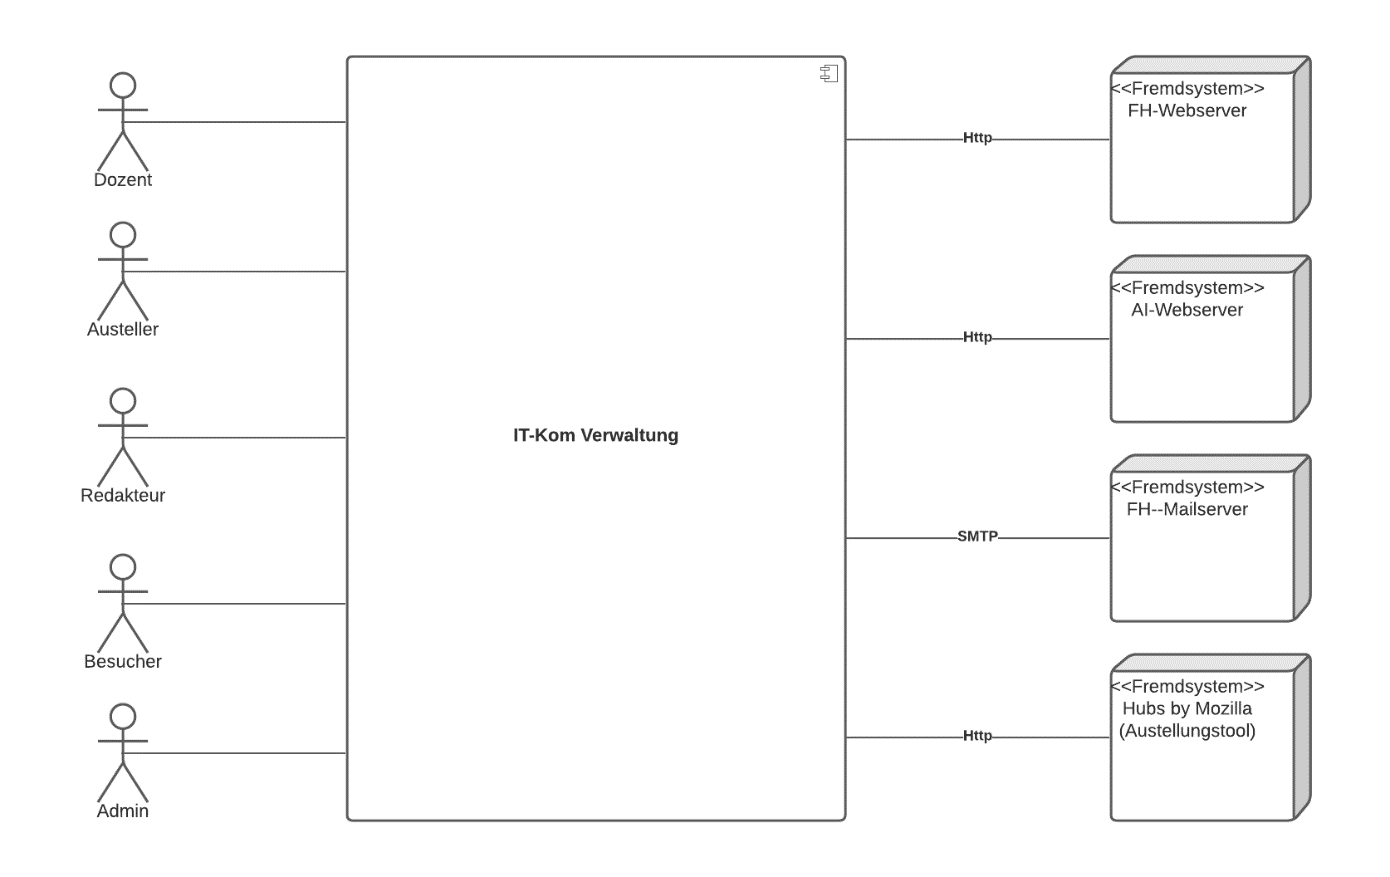 Dozent
Austeller
Redakteur
Besucher
Admin
IT-Kom Verwaltung
Http
Http
SMTP
Http
<<Fremdsystem>>
FH-Webserver
<<Fremdsystem>>
AI-Webserver
<<Fremdsystem>>
FH--Mailserver
<<Fremdsystem>>
Hubs by Mozilla
(Austellungstool)